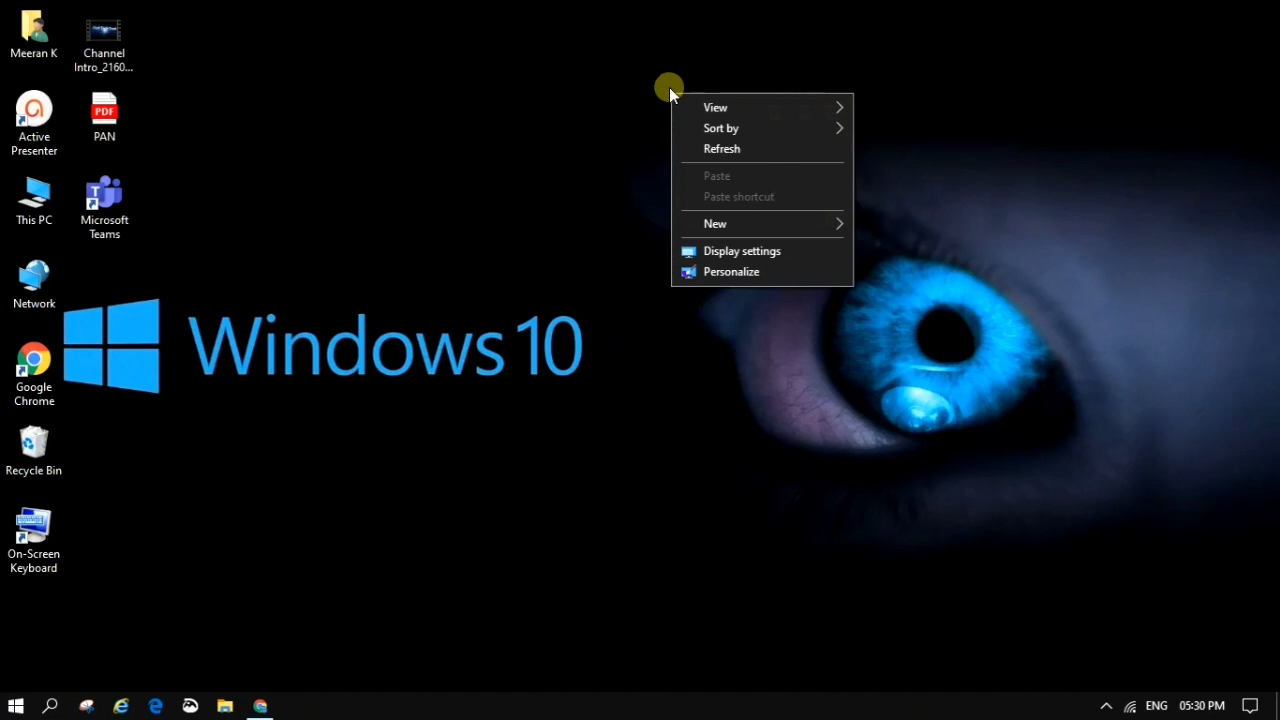 Meeran K
Channel
Intro_2160...
Active
Presenter
PDF
PAN
This PC
T
Microsoft
Teams
Network
Google
Chrome
Recycle Bin
On-Screen
Keyboard
Windows 10
View
Sort by
Refresh
Paste
Paste shortcut
New
Display settings
Personalize
ENG
05:30 PM